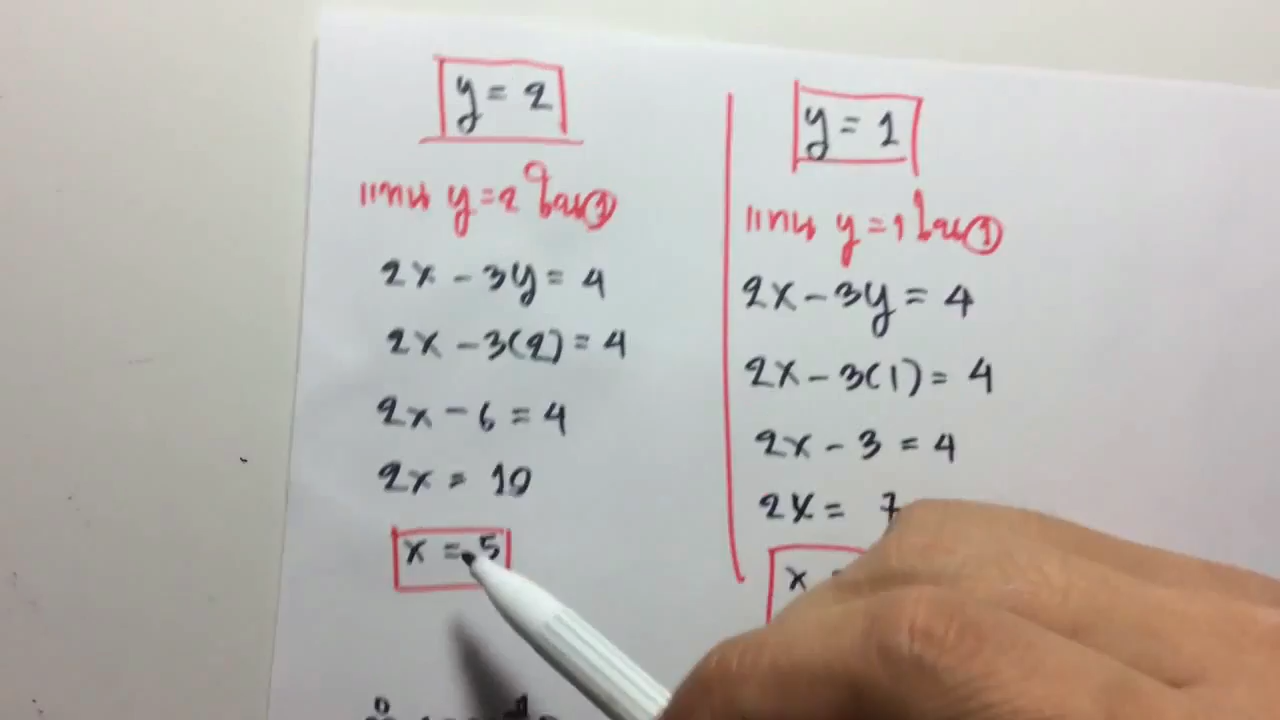 y = 2
แทน y = 2 ใน ①
2x - 3y = 4
2x - 3(2) = 4
2x - 6 = 4
2x = 10
x = 5
y = 1
แทน y = 1 ใน ①
2x - 3y = 4
2x - 3(1) = 4
2x - 3 = 4
2x = 7
x =